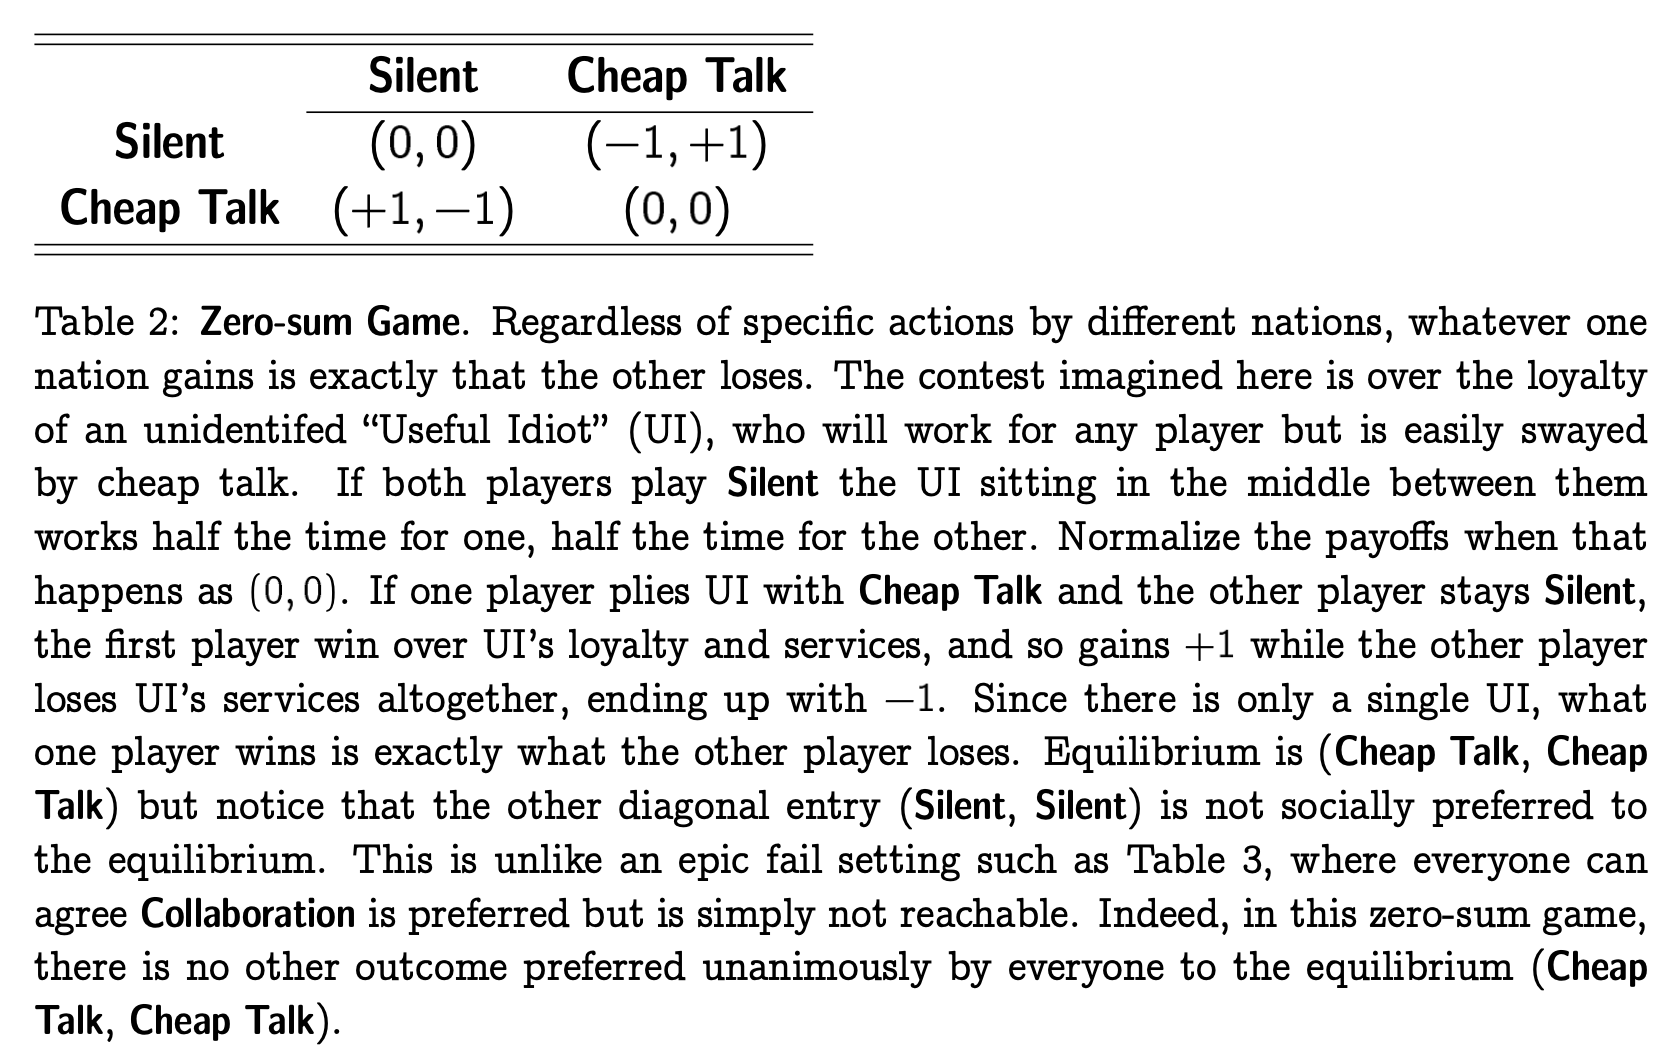 Silent Cheap Talk
Silent (0, 0) (−1, +1)
Cheap Talk (+1, −1) (0, 0)
Table 2: Zero-sum Game. Regardless of specific actions by different nations, whatever one
nation gains is exactly that the other loses. The contest imagined here is over the loyalty
of an unidentifed “Useful Idiot” (UI), who will work for any player but is easily swayed
by cheap talk. If both players play Silent the UI sitting in the middle between them
works half the time for one, half the time for the other. Normalize the payoffs when that
happens as (0, 0). If one player plies UI with Cheap Talk and the other player stays Silent,
the first player win over UI’s loyalty and services, and so gains +1 while the other player
loses UI’s services altogether, ending up with −1. Since there is only a single UI, what
one player wins is exactly what the other player loses. Equilibrium is (Cheap Talk, Cheap
Talk) but notice that the other diagonal entry (Silent, Silent) is not socially preferred to
the equilibrium. This is unlike an epic fail setting such as Table 3, where everyone can
agree Collaboration is preferred but is simply not reachable. Indeed, in this zero-sum game,
there is no other outcome preferred unanimously by everyone to the equilibrium (Cheap
Talk, Cheap Talk).